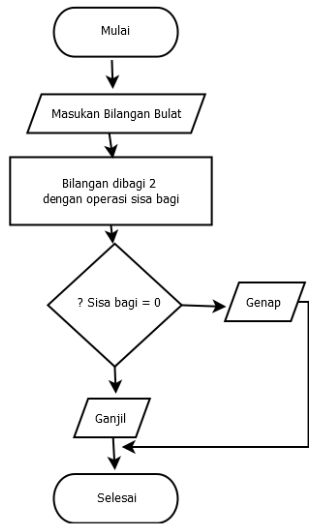 Mulai
Masukan Bilangan Bulat
Bilangan dibagi 2
dengan operasi sisa bagi
? Sisa bagi = 0
Genap
Ganjil
Selesai